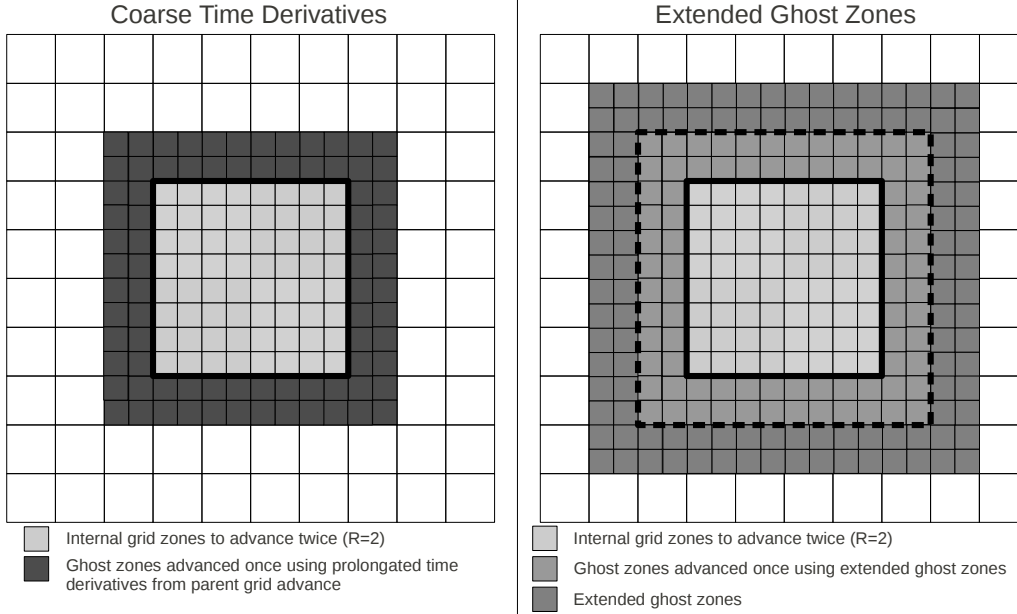 Coarse Time Derivatives
Internal grid zones to advance twice (R=2)
Ghost zones advanced once using prolongated time
derivatives from parent grid advance
Extended Ghost Zones
Internal grid zones to advance twice (R=2)
Ghost zones advanced once using extended ghost zones
Extended ghost zones